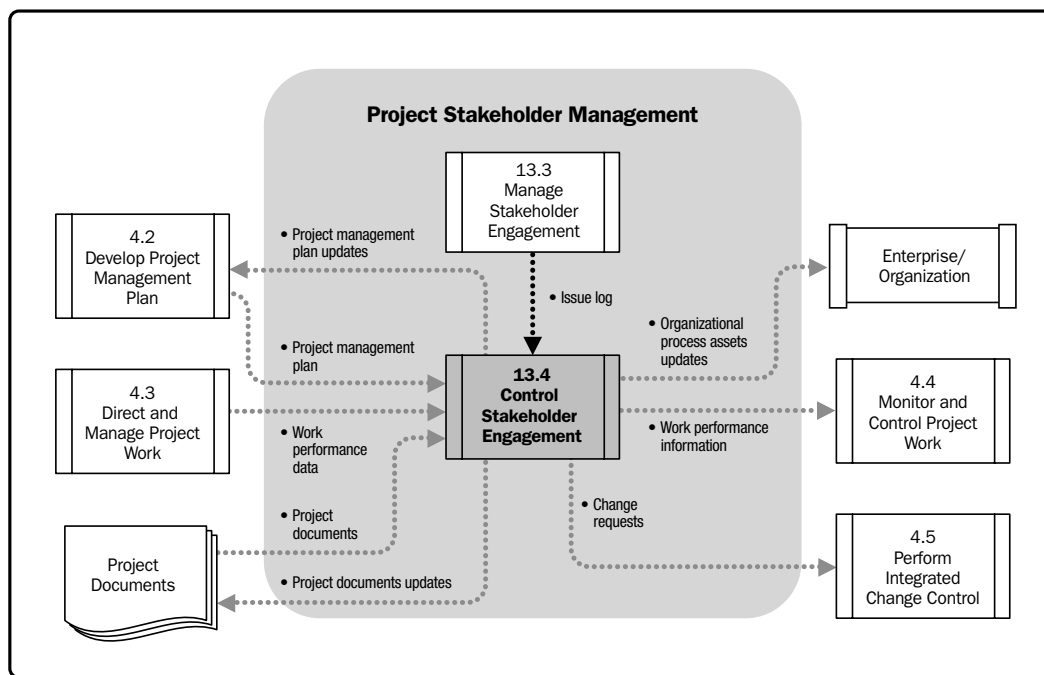 Project Stakeholder Management
13.3
Manage
Stakeholder
Engagement
4.2
Develop Project
Management
Plan
• Project management
plan updates
Enterprise/
Organization
• Issue log
• Organizational
process assets
updates
• Project management
plan
13.4
Control
Stakeholder
Engagement
4.3
Direct and
Manage Project
Work
4.4
Monitor and
Control Project
Work
• Work
performance
data
• Work performance
information
• Change
requests
• Project
documents
4.5
Perform
Integrated
Change Control
Project
Documents
• Project documents updates